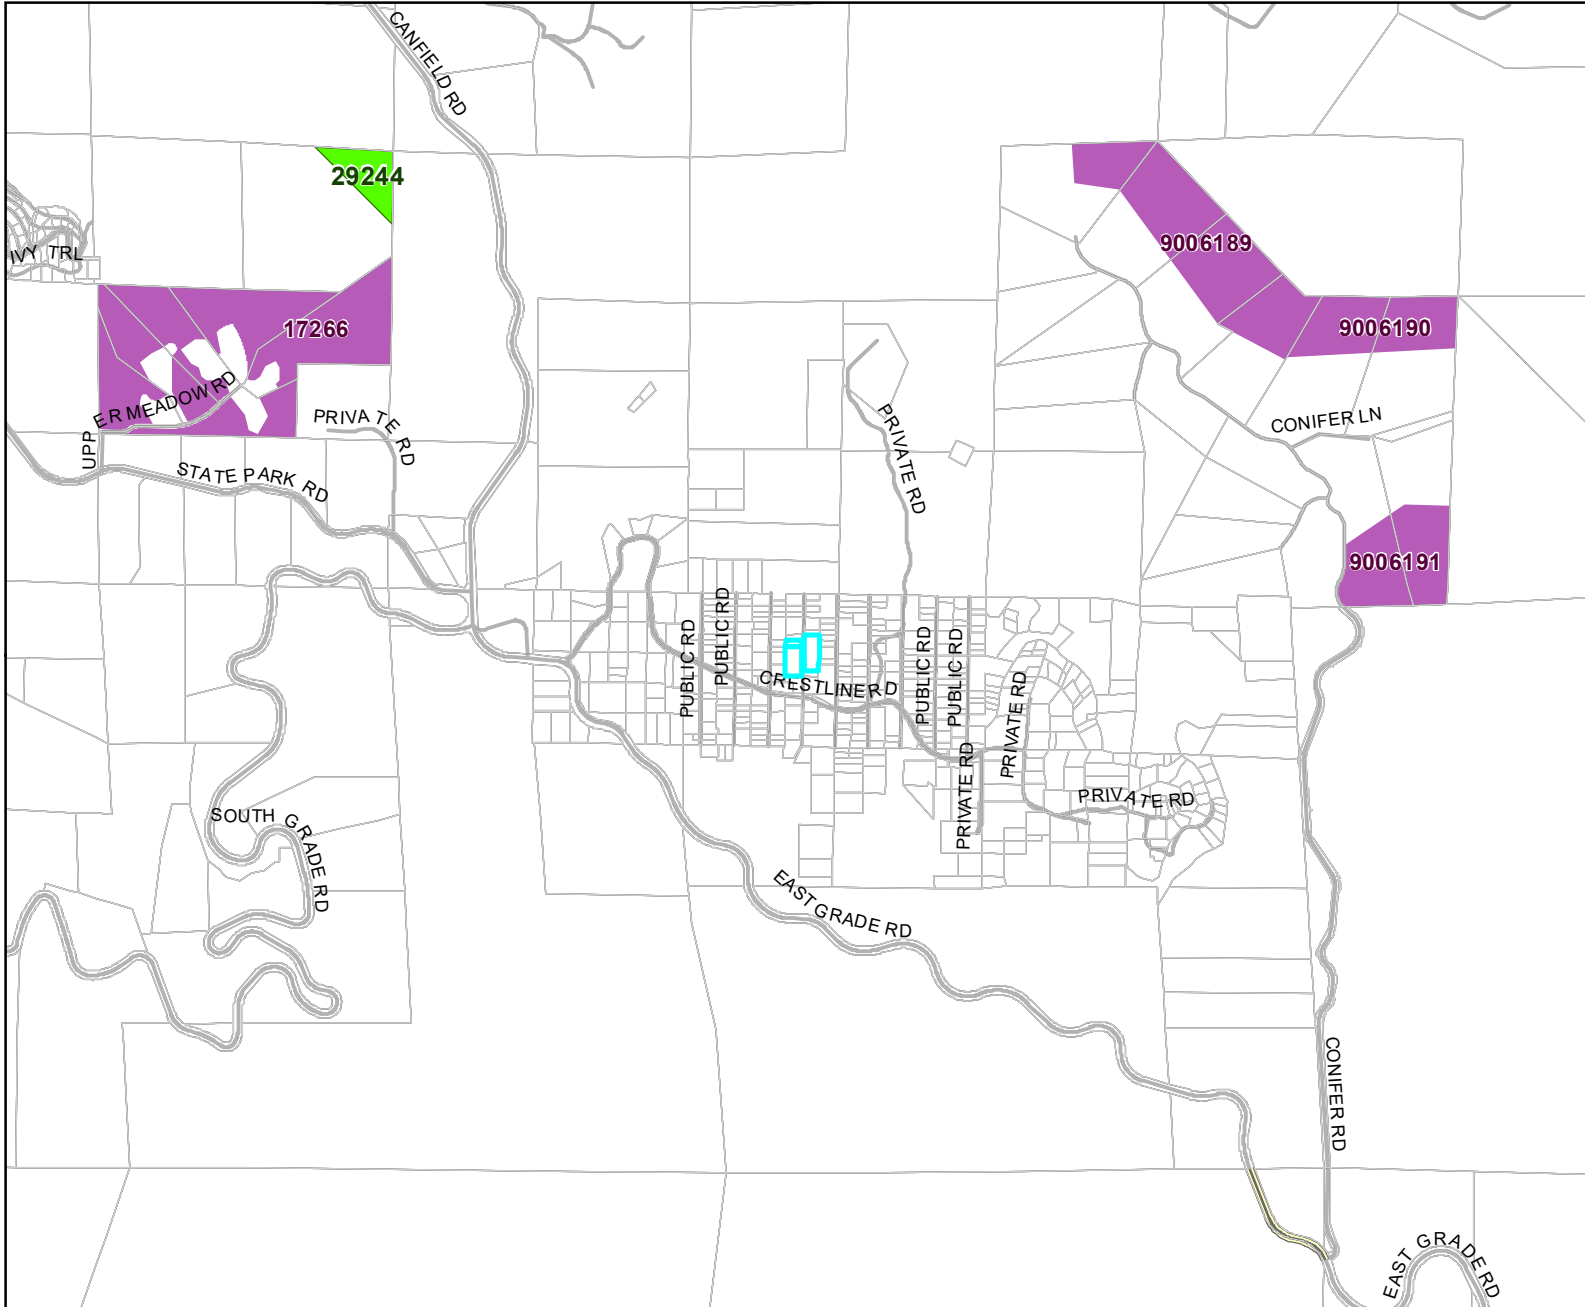 CANFIELD RD
29244
IVY TRL
9006189
17266
9006190
UPPER MEADOW RD
PRIVATE RD
PRIVATE RD
CONIFER LN
STATE PARK RD
9006191
PUBLIC RD
PUBLIC RD
CRESTLINE RD
PUBLIC RD
PUBLIC RD
PRIVATE RD
PRIVATE RD
PRIVATE RD
SOUTH GRADE RD
EAST GRADE RD
CONIFER RD
EAST GRADE RD